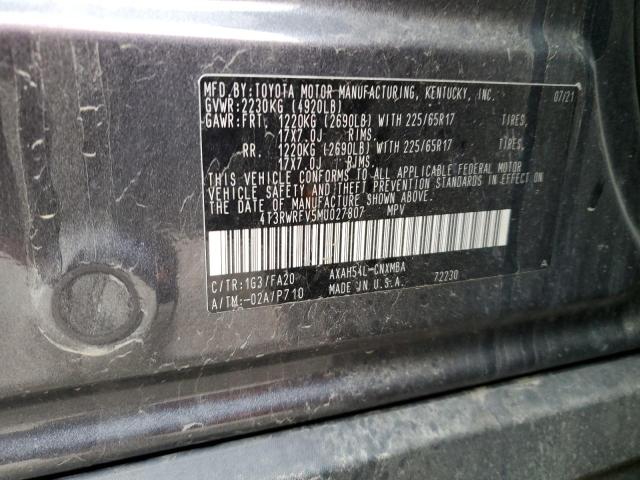 MFD.BY:TOYOTA MOTOR MANUFACTURING, KENTUCKY, INC. 07/21
GVWR:2230KG (4920LB)
GAWR:FRT. 1220KG (2690LB) WITH 225/65R17 TIRES,
17X7.0J RIMS,
RR. 1220KG (2690LB) WITH 225/65R17 TIRES,
17X7.0J RIMS,
THIS VEHICLE CONFORMS TO ALL APPLICABLE FEDERAL MOTOR
VEHICLE SAFETY AND THEFT PREVENTION STANDARDS IN EFFECT ON
THE DATE OF MANUFACTURE SHOWN ABOVE.
4T3RWRFV5MU027807 MPV
C/TR:1G3/FA20 AXAH54L-CNXMBA A
A/TM:-02A/P710 MADE IN U.S.A. 72230